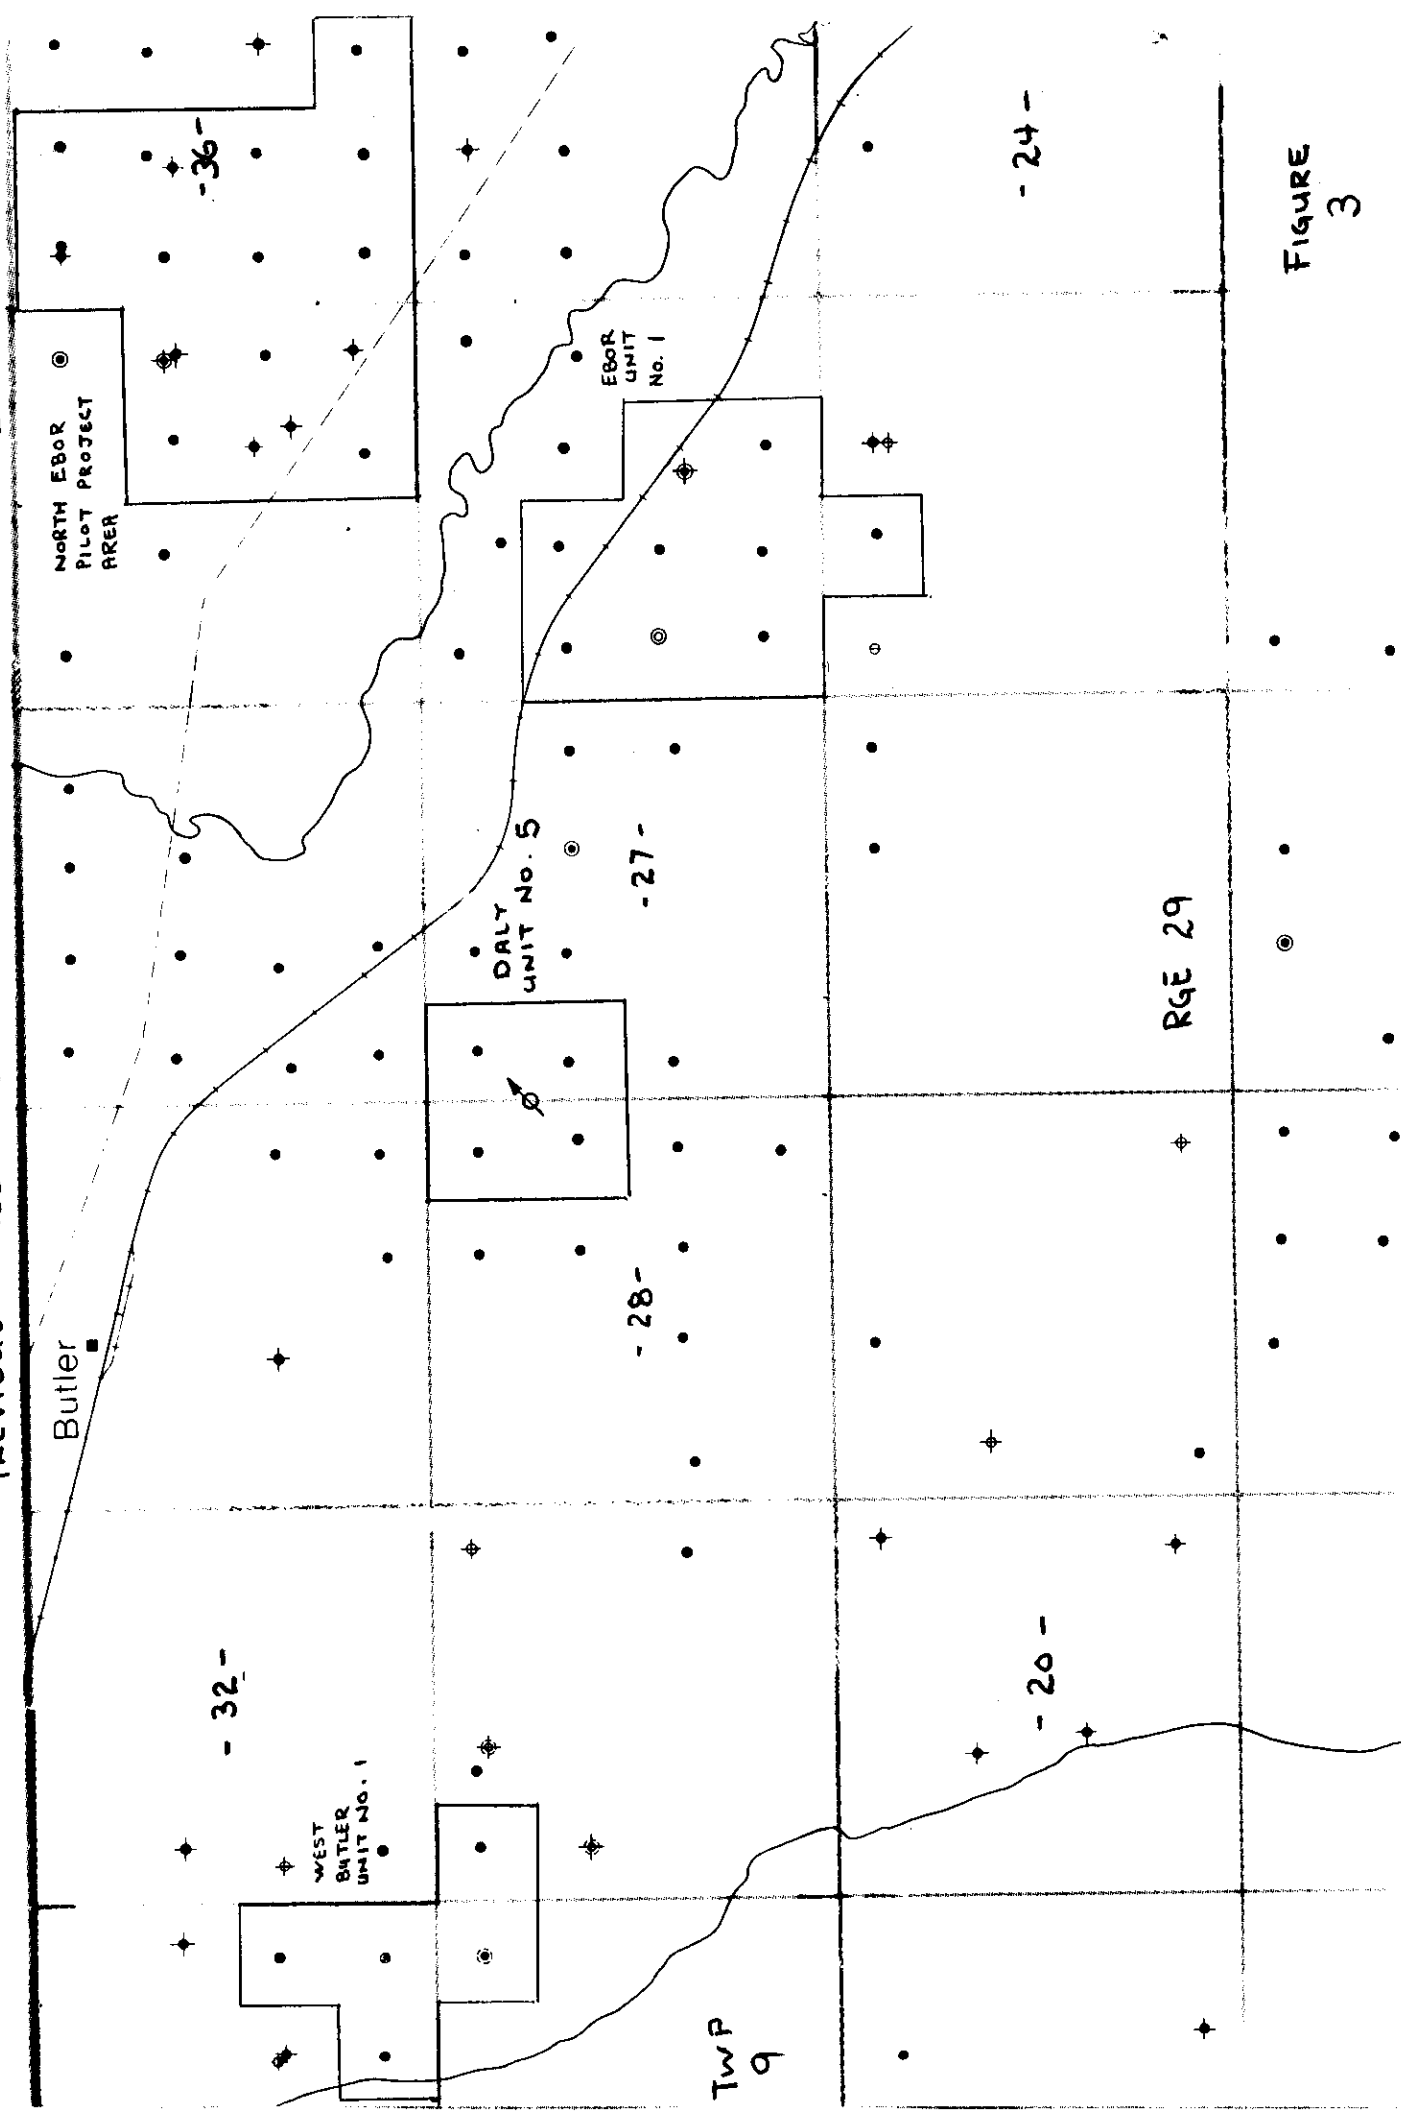 Butler
- 32 -
WEST
BUTLER
UNIT NO. 1
NORTH EBOR
PILOT PROJECT
AREA
- 36 -
DALY
UNIT No. 5
EBOR
UNIT
No. 1
- 28 -
- 27 -
TWP
9
- 20 -
RGE 29
- 24 -
FIGURE
3